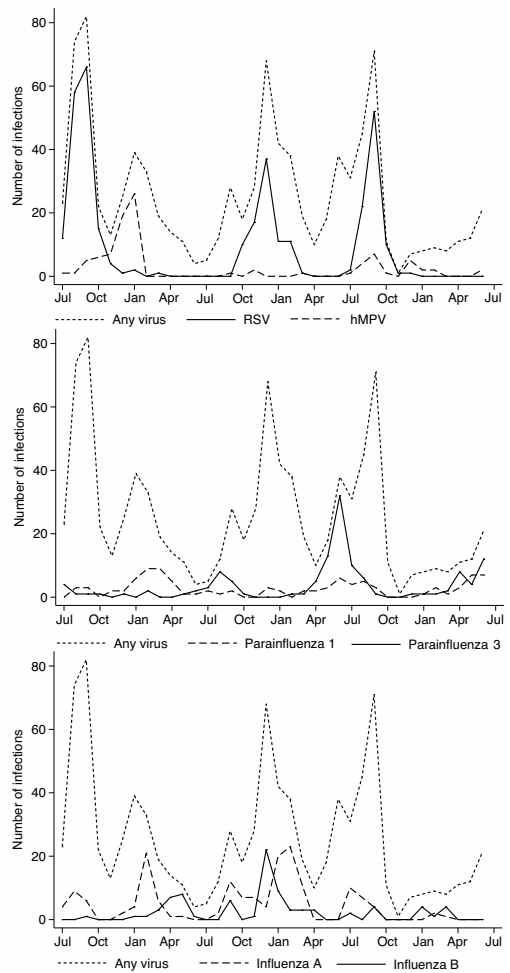 Number of infections
80
60
40
20
0
Jul Oct Jan Apr Jul Oct Jan Apr Jul Oct Jan Apr Jul
Any virus RSV hMPV
Number of infections
80
60
40
20
0
Jul Oct Jan Apr Jul Oct Jan Apr Jul Oct Jan Apr Jul
Any virus Parainfluenza 1 Parainfluenza 3
Number of infections
80
60
40
20
0
Jul Oct Jan Apr Jul Oct Jan Apr Jul Oct Jan Apr Jul
Any virus Influenza A Influenza B